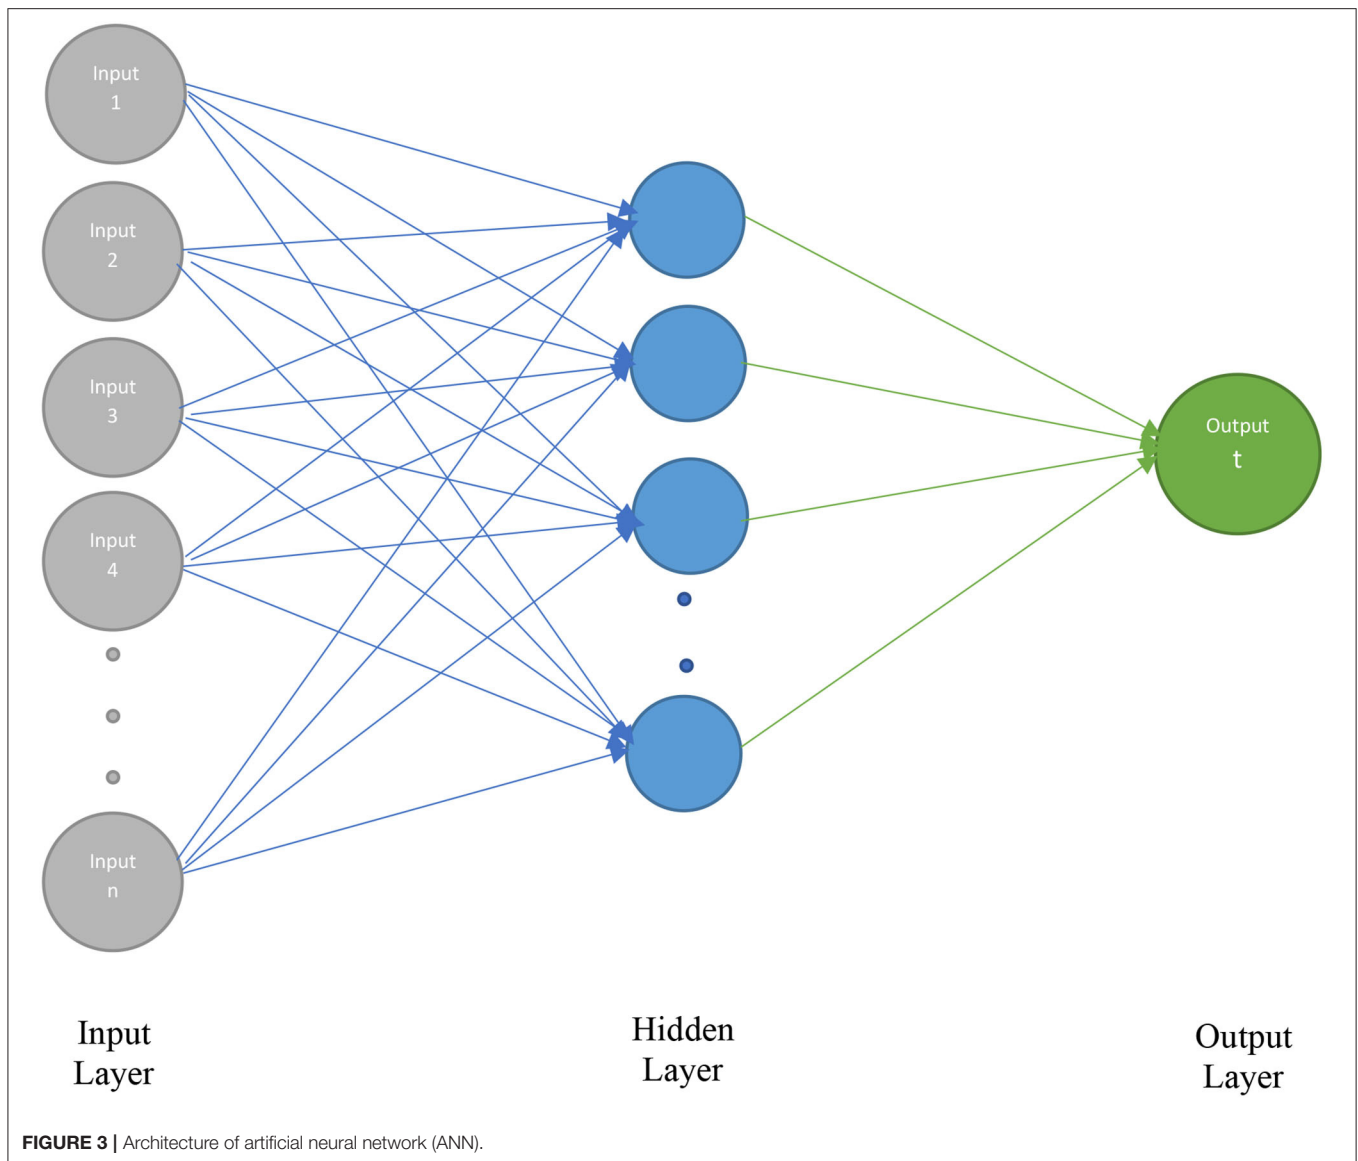 Input
1
Input
2
Input
3
Input
4
Input
n
Output
t
Input
Layer
Hidden
Layer
Output
Layer
FIGURE 3 | Architecture of artificial neural network (ANN).